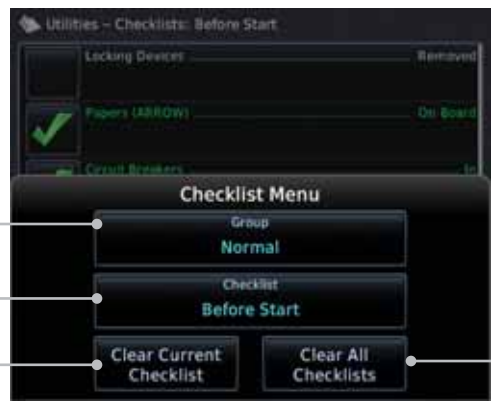 Utilities – Checklists: Before Start
Locking Devices Removed
Papers (ARROW) On Board
Circuit Breakers In
Checklist Menu
Group
Normal
Checklist
Before Start
Clear Current
Checklist
Clear All
Checklists